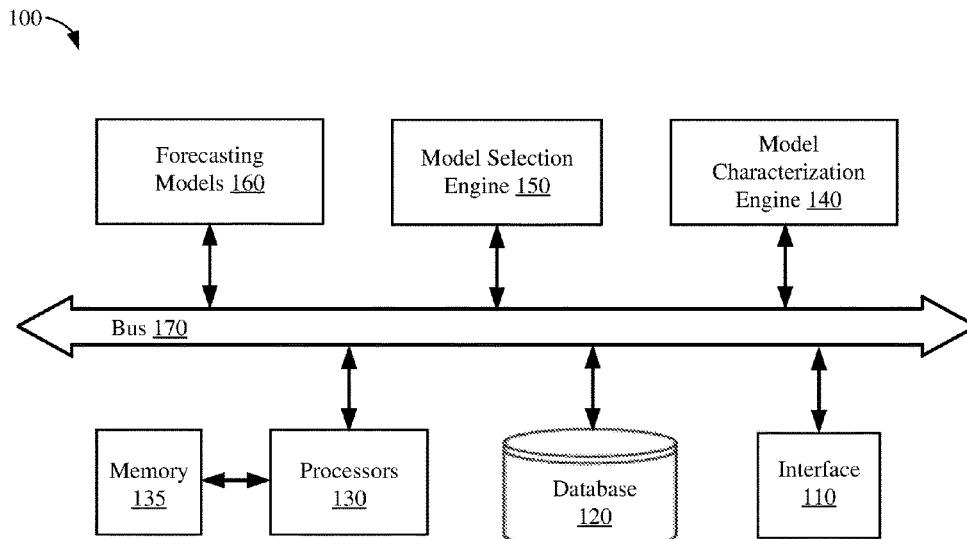 100
Forecasting
Models 160
Model Selection
Engine 150
Model
Characterization
Engine 140
Bus 170
Memory
135
Processors
130
Database
120
Interface
110